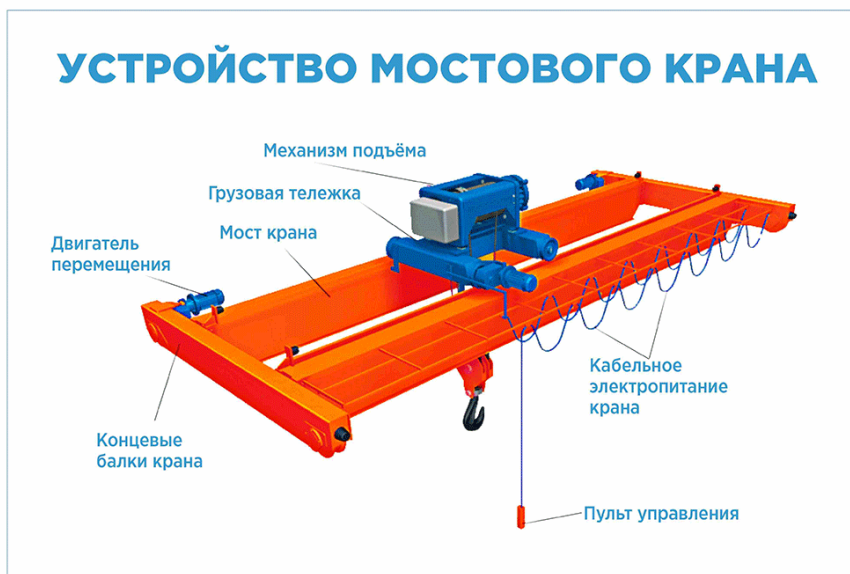 УСТРОЙСТВО МОСТОВОГО КРАНА
Механизм подъёма
Грузовая тележка
Мост крана
Двигатель
перемещения
Кабельное
электропитание
крана
Концевые
балки крана
Пульт управления